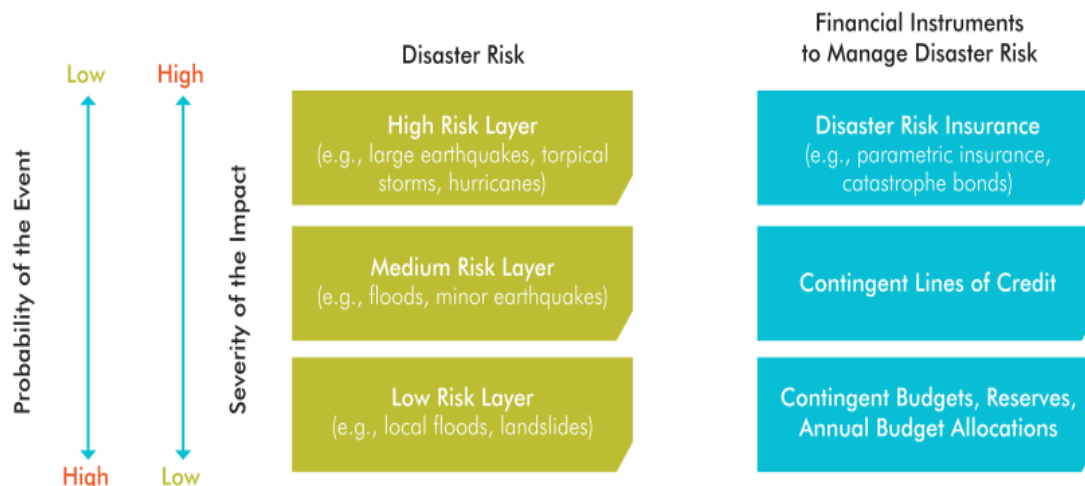 Financial Instruments
to Manage Disaster Risk
Disaster Risk
Low
High
Probability of the Event
Severity of the Impact
High Risk Layer
(e.g., large earthquakes, torpical
storms, hurricanes)
Disaster Risk Insurance
(e.g., parametric insurance,
catastrophe bonds)
Medium Risk Layer
(e.g., floods, minor earthquakes)
Contingent Lines of Credit
Low Risk Layer
(e.g., local floods, landslides)
Contingent Budgets, Reserves,
Annual Budget Allocations
High
Low